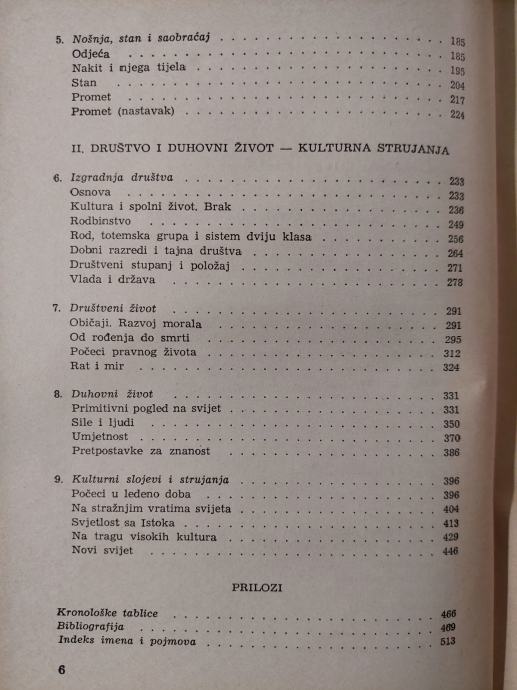 5. Nošnja, stan i saobraćaj . . . . . . . . . . . . . . . . 185
Odjeća . . . . . . . . . . . . . . . . . . . . . 185
Nakit i njega tijela . . . . . . . . . . . . . . . . . 195
Stan . . . . . . . . . . . . . . . . . . . . . . 204
Promet . . . . . . . . . . . . . . . . . . . . . 217
Promet (nastavak) . . . . . . . . . . . . . . . . . 224
II. DRUŠTVO I DUHOVNI ŽIVOT — KULTURNA STRUJANJA
6. Izgradnja društva . . . . . . . . . . . . . . . . . . 233
Osnova . . . . . . . . . . . . . . . . . . . . . 233
Kultura i spolni život. Brak . . . . . . . . . . . . . . 236
Rodbinstvo . . . . . . . . . . . . . . . . . . . 249
Rod, totemska grupa i sistem dviju klasa . . . . . . . . . 256
Dobni razredi i tajna društva . . . . . . . . . . . . . 264
Društveni stupanj i položaj . . . . . . . . . . . . . . 271
Vlada i država . . . . . . . . . . . . . . . . . . 278
7. Društveni život . . . . . . . . . . . . . . . . . . . 291
Običaji. Razvoj morala . . . . . . . . . . . . . . . 291
Od rođenja do smrti . . . . . . . . . . . . . . . . 295
Počeci pravnog života . . . . . . . . . . . . . . . . 312
Rat i mir . . . . . . . . . . . . . . . . . . . . 324
8. Duhovni život . . . . . . . . . . . . . . . . . . . 331
Primitivni pogled na svijet . . . . . . . . . . . . . . 331
Sile i ljudi . . . . . . . . . . . . . . . . . . . . 350
Umjetnost . . . . . . . . . . . . . . . . . . . . 370
Pretpostavke za znanost . . . . . . . . . . . . . . . 386
9. Kulturni slojevi i strujanja . . . . . . . . . . . . . . . 396
Počeci u ledeno doba . . . . . . . . . . . . . . . . 396
Na stražnjim vratima svijeta . . . . . . . . . . . . . . 404
Svjetlost sa Istoka . . . . . . . . . . . . . . . . . 413
Na tragu visokih kultura . . . . . . . . . . . . . . . 429
Novi svijet . . . . . . . . . . . . . . . . . . . 446
PRILOZI
Kronološke tablice . . . . . . . . . . . . . . . . . . 466
Bibliografija . . . . . . . . . . . . . . . . . . . . 469
Indeks imena i pojmova . . . . . . . . . . . . . . . . 513
6